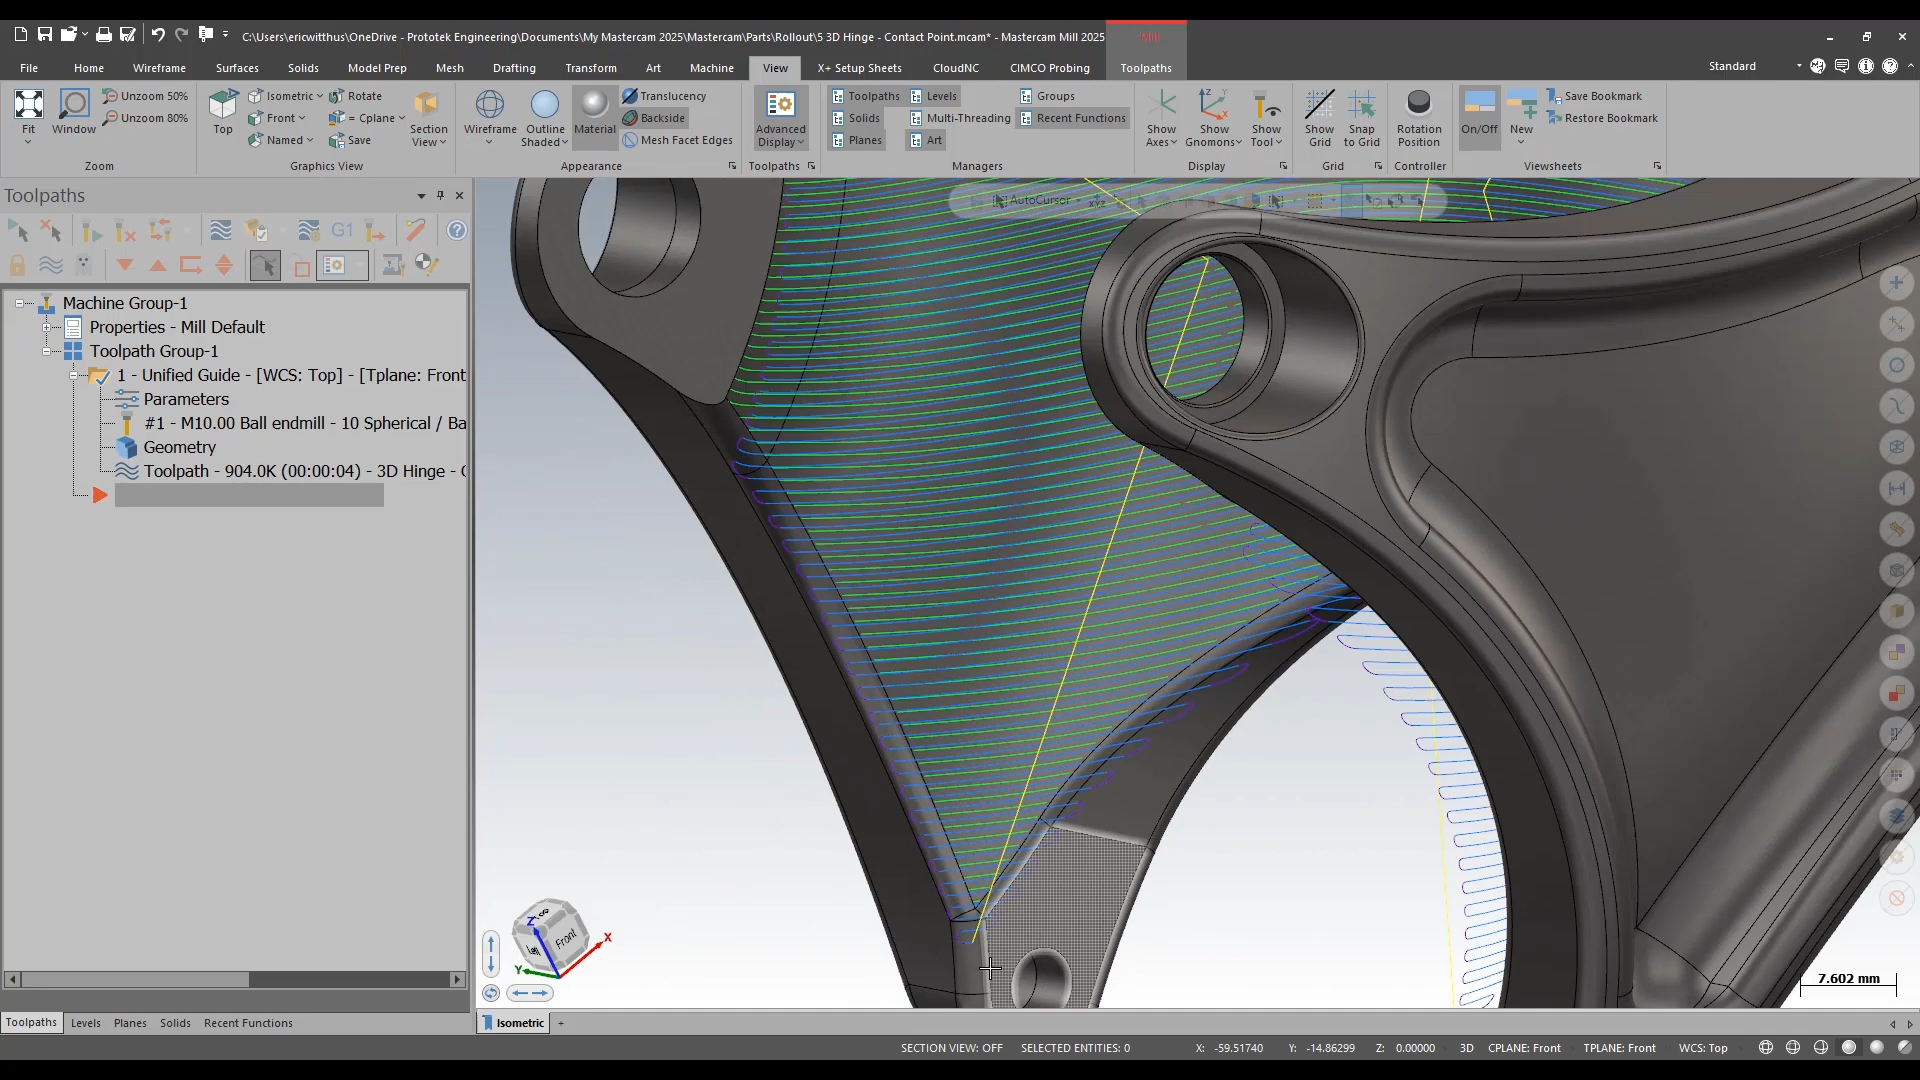 C:\Users\ericwitthus\OneDrive - Prototek Engineering\Documents\My Mastercam 2025\Mastercam\Parts\Rollout\5 3D Hinge - Contact Point.mcam* - Mastercam Mill 2025
Mill
File Home Wireframe Surfaces Solids Model Prep Mesh Drafting Transform Art Machine View X+ Setup Sheets CloudNC CIMCO Probing Toolpaths
Standard
Unzoom 50% Isometric Rotate Translucency Toolpaths Levels Groups Save Bookmark
Unzoom 80% Front = Cplane Backside Solids Multi-Threading Recent Functions Restore Bookmark
Named Save Mesh Facet Edges Planes Art
Fit Window Top Section View Wireframe Outline Shaded Material Advanced Display Show Axes Show Gnomons Show Tool Show Grid Snap to Grid Rotation Position On/Off New
Zoom Graphics View Appearance Toolpaths Managers Display Grid Controller Viewsheets
Toolpaths
AutoCursor
G1
Machine Group-1
Properties - Mill Default
Toolpath Group-1
1 - Unified Guide - [WCS: Top] - [Tplane: Front
Parameters
#1 - M10.00 Ball endmill - 10 Spherical / Ba
Geometry
Toolpath - 904.0K (00:00:04) - 3D Hinge -
Z
X
Y
Front
7.602 mm
Toolpaths Levels Planes Solids Recent Functions
Isometric +
SECTION VIEW: OFF SELECTED ENTITIES: 0 X: -59.51740 Y: -14.86299 Z: 0.00000 3D CPLANE: Front TPLANE: Front WCS: Top